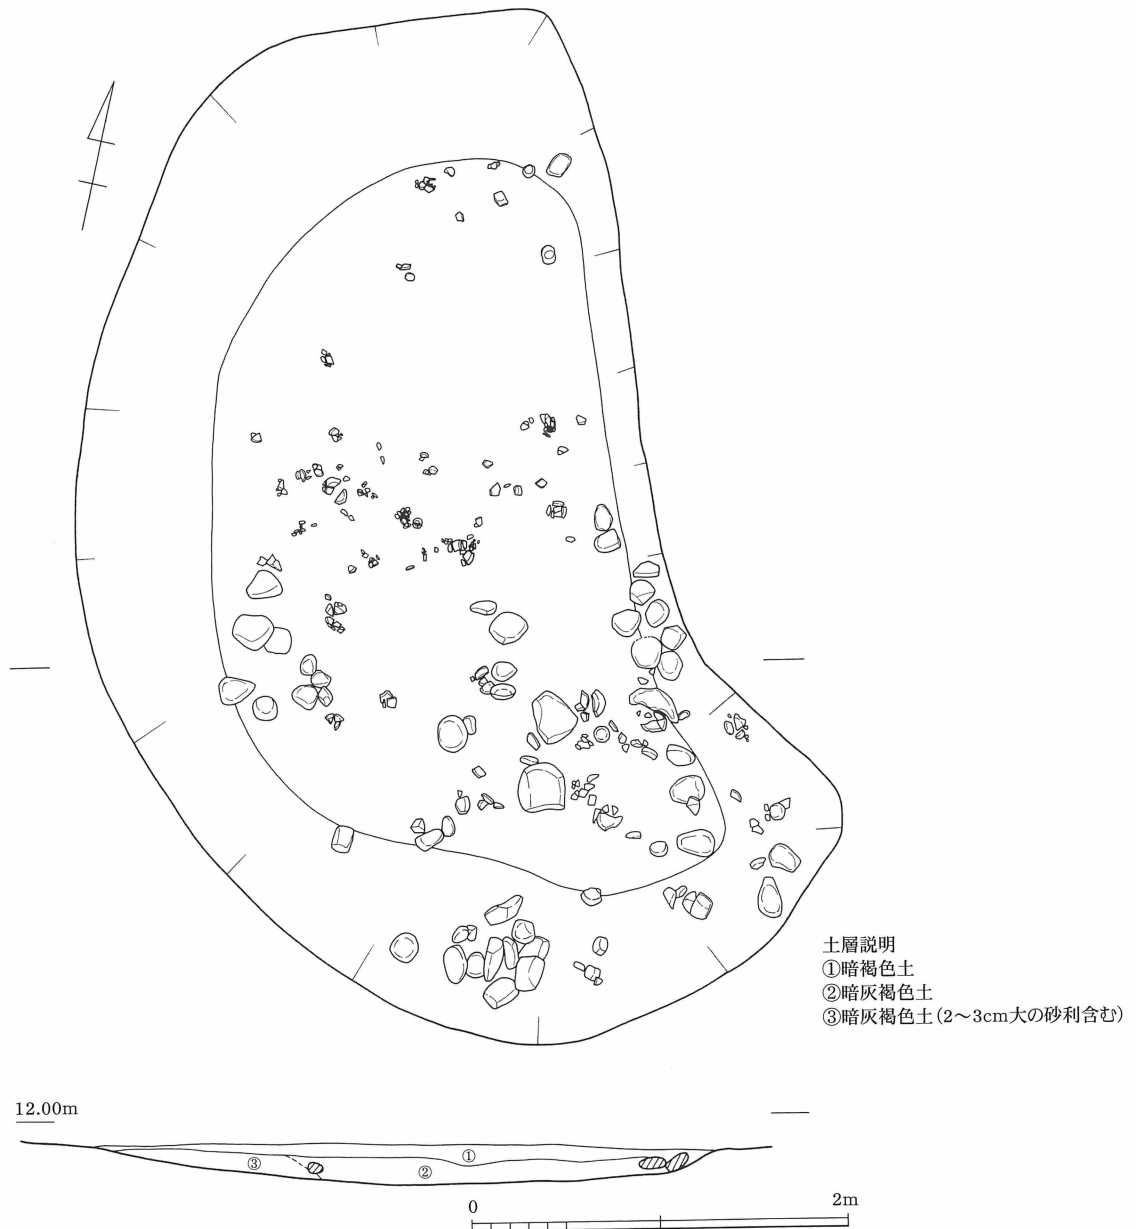 土層説明
①暗褐色土
②暗灰褐色土
③暗灰褐色土(2〜3cm大の砂利含む)
12.00m
① ② ③
0 2m